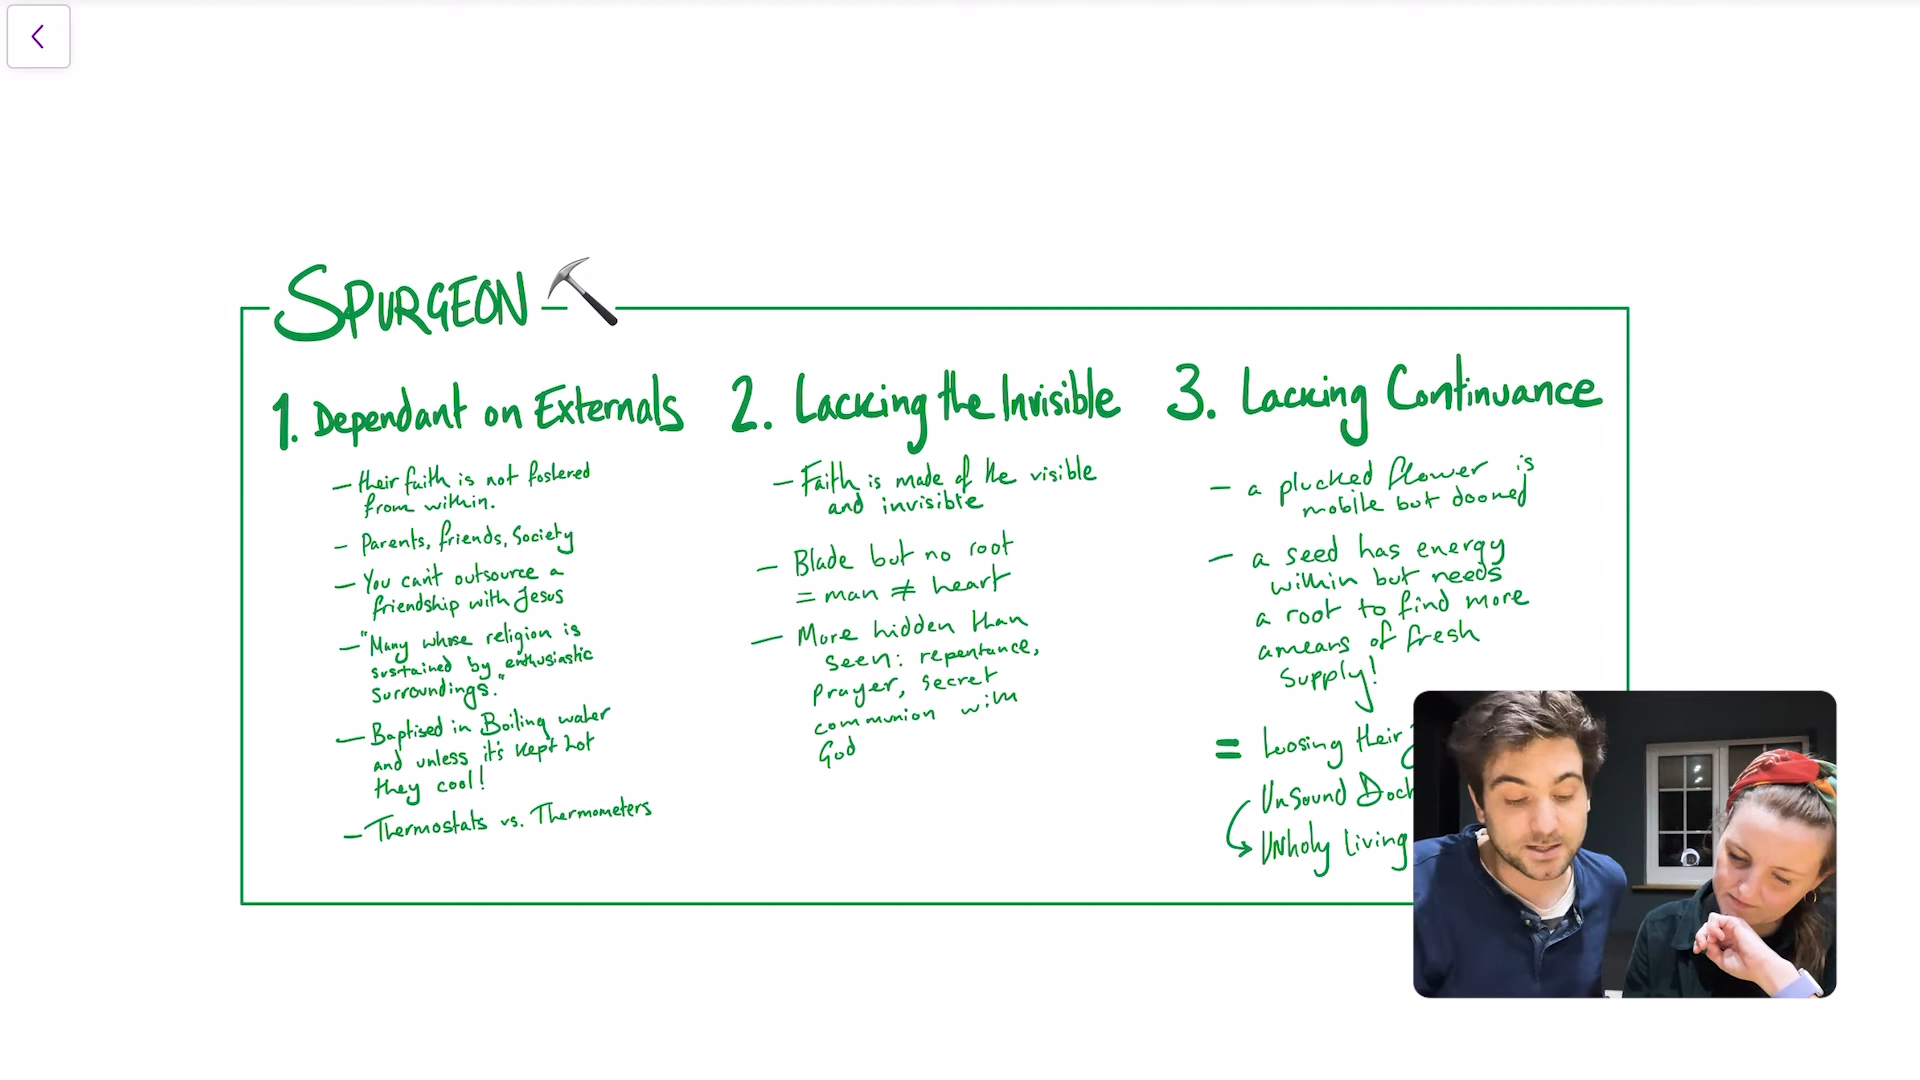 SPURGEON
1. Dependant on Externals
– their faith is not fostered
from within.
– Parents, friends, Society
– You can't outsource a
friendship with Jesus
– "Many whose religion is
sustained by enthusiastic
surroundings."
– Baptised in Boiling water
and unless it's kept hot
they cool!
– Thermostats vs. Thermometers
2. Lacking the Invisible
– Faith is made of the visible
and invisible
– Blade but no root
= man ≠ heart
– More hidden than
seen: repentance,
prayer, secret
communion with
God
3. Lacking Continuance
– a plucked flower is
mobile but doomed
– a seed has energy
within but needs
a root to find more
a means of fresh
supply!
= Loosing their
Unsound
Unholy living